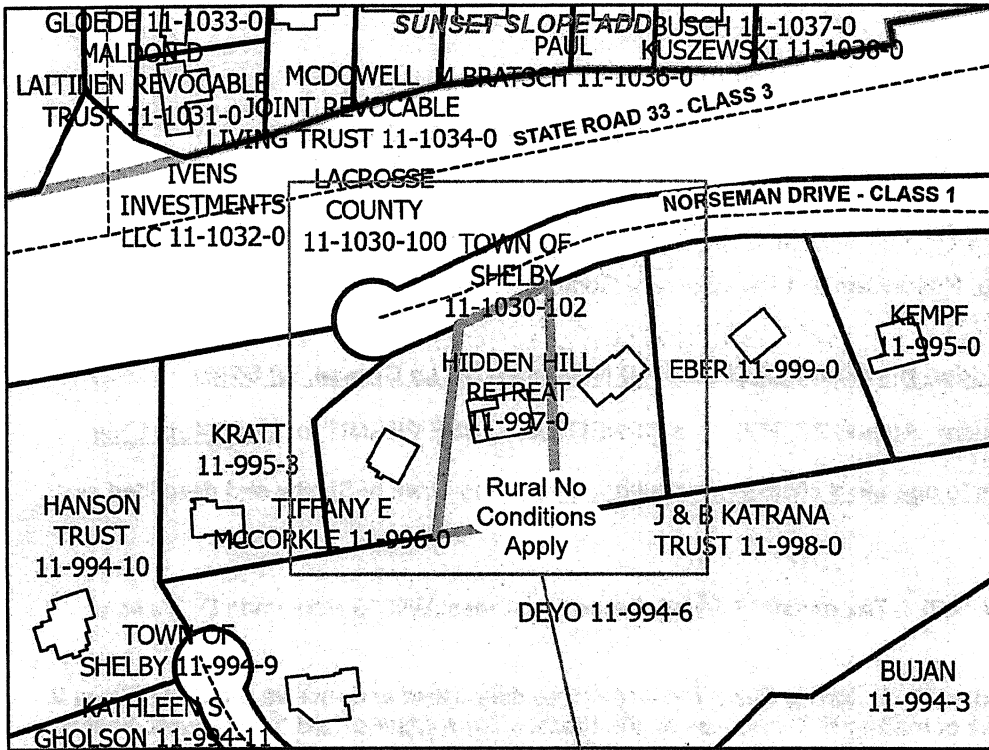 GLOEDE 11-1033-0
SUNSET SLOPE ADD
BUSCH 11-1037-0
MALDON D
LAITINEN REVOCABLE
TRUST 11-1031-0
PAUL
M BRATSCH 11-1036-0
KUSZEWSKI 11-1038-0
MCDOWELL
JOINT REVOCABLE
LIVING TRUST 11-1034-0
STATE ROAD 33 - CLASS 3
IVENS
INVESTMENTS
LLC 11-1032-0
LACROSSE
COUNTY
11-1030-100
NORSEMAN DRIVE - CLASS 1
TOWN OF
SHELBY
11-1030-102
KEMPF
11-995-0
HIDDEN HILL
RETREAT
11-997-0
EBER 11-999-0
KRATT
11-995-3
HANSON
TRUST
11-994-10
TIFFANY E
MCCORKLE 11-996-0
Rural No
Conditions
Apply
J & B KATRANA
TRUST 11-998-0
DEYO 11-994-6
TOWN OF
SHELBY 11-994-9
BUJAN
11-994-3
KATHLEEN S
GHOLSON 11-994-11